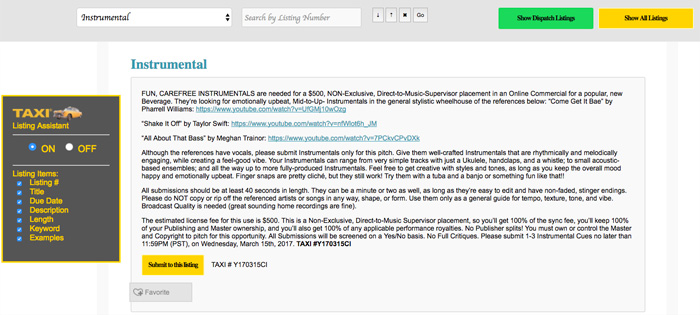 Instrumental
Search by Listing Number
↓ ↑ ✖ Go
Show Dispatch Listings
Show All Listings
Instrumental
FUN, CAREFREE INSTRUMENTALS are needed for a $500, NON-Exclusive, Direct-to-Music-Supervisor placement in an Online Commercial for a popular, new
Beverage. They're looking for emotionally upbeat, Mid-to-Up- Instrumentals in the general stylistic wheelhouse of the references below: "Come Get It Bae" by
Pharrell Williams: https://www.youtube.com/watch?v=UfGMj10wOzg
"Shake It Off" by Taylor Swift: https://www.youtube.com/watch?v=nfWlot6h_JM
"All About That Bass" by Meghan Trainor: https://www.youtube.com/watch?v=7PCkvCPvDXk
Although the references have vocals, please submit Instrumentals only for this pitch. Give them well-crafted Instrumentals that are rhythmically and melodically
engaging, while creating a feel-good vibe. Your Instrumentals can range from very simple tracks with just a Ukulele, handclaps, and a whistle; to small acoustic-
based ensembles; and all the way up to more fully-produced Instrumentals. Feel free to get creative with styles and tones, as long as you keep the overall mood
happy and emotionally upbeat. Finger snaps are pretty cliché, but they still work! Try them with a tuba and a banjo or something fun like that!!
All submissions should be at least 40 seconds in length. They can be a minute or two as well, as long as they're easy to edit and have non-faded, stinger endings.
Please do NOT copy or rip off the referenced artists or songs in any way, shape, or form. Use them only as a general guide for tempo, texture, tone, and vibe.
Broadcast Quality is needed (great sounding home recordings are fine).
The estimated license fee for this use is $500. This is a Non-Exclusive, Direct-to-Music Supervisor placement, so you'll get 100% of the sync fee, you'll keep 100%
of your Publishing and Master ownership, and you'll also get 100% of any applicable performance royalties. No Publisher splits! You must own or control the Master
and Copyright to pitch for this opportunity. All Submissions will be screened on a Yes/No basis. No Full Critiques. Please submit 1-3 Instrumental Cues no later than
11:59PM (PST), on Wednesday, March 15th, 2017. TAXI #Y170315CI
Submit to this listing
TAXI # Y170315CI
Favorite
TAXI®
Listing Assistant
ON OFF
Listing Items:
Listing #
Title
Due Date
Description
Length
Keyword
Examples